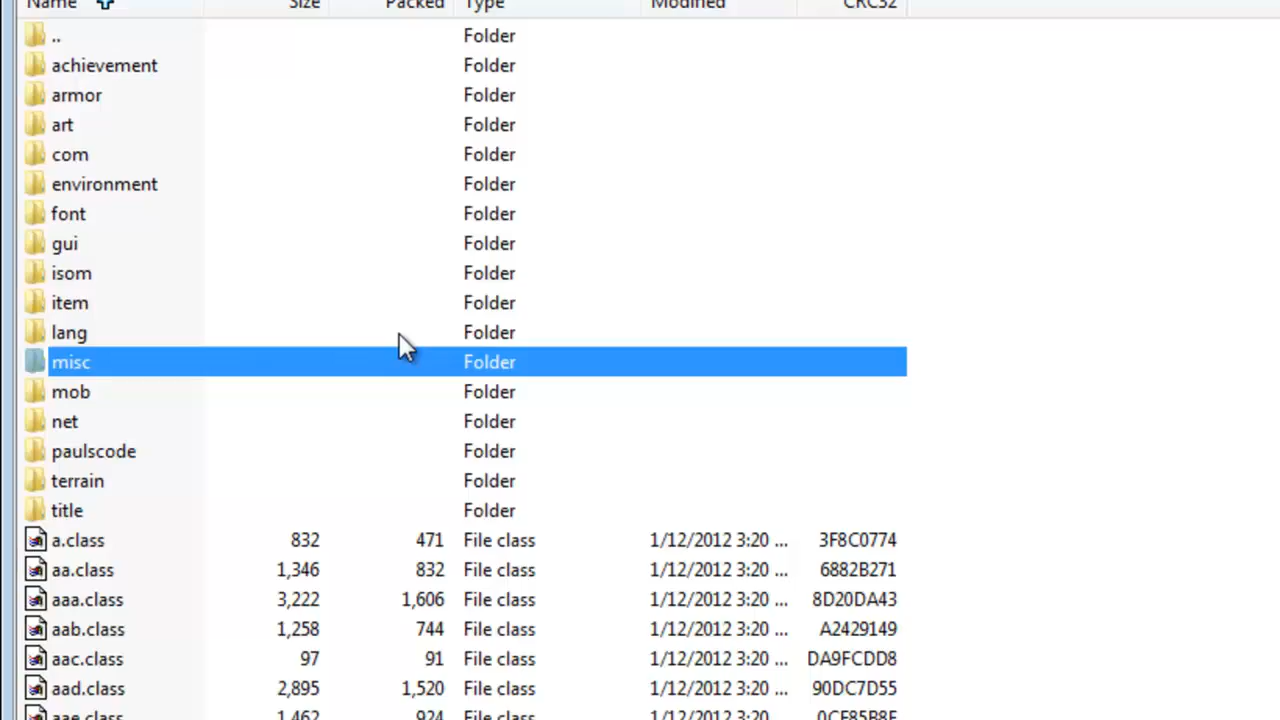 Name Size Packed Type Modified CRC32
.. Folder
achievement Folder
armor Folder
art Folder
com Folder
environment Folder
font Folder
gui Folder
isom Folder
item Folder
lang Folder
misc Folder
mob Folder
net Folder
paulscode Folder
terrain Folder
title Folder
a.class 832 471 File class 1/12/2012 3:20 ... 3F8C0774
aa.class 1,346 832 File class 1/12/2012 3:20 ... 6882B271
aaa.class 3,222 1,606 File class 1/12/2012 3:20 ... 8D20DA43
aab.class 1,258 744 File class 1/12/2012 3:20 ... A2429149
aac.class 97 91 File class 1/12/2012 3:20 ... DA9FCDD8
aad.class 2,895 1,520 File class 1/12/2012 3:20 ... 90DC7D55
aae.class 1,462 924 File class 1/12/2012 3:20 ...